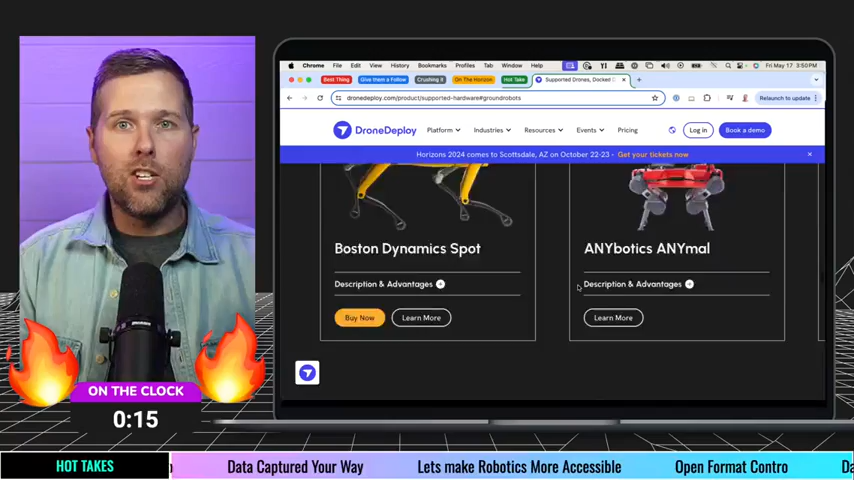 Chrome File Edit View History Bookmarks Profiles Tab Window Help
Fri May 17 3:50PM
Best Thing
Give them a Follow
Crushing it
On The Horizon
Hot Take
Supported Drones, Docked D
dronedeploy.com/product/supported-hardware#groundrobots
Relaunch to update
DroneDeploy
Platform
Industries
Resources
Events
Pricing
Log in
Book a demo
Horizons 2024 comes to Scottsdale, AZ on October 22-23 - Get your tickets now
Boston Dynamics Spot
ANYbotics ANYmal
Description & Advantages
Description & Advantages
Buy Now
Learn More
Learn More
ON THE CLOCK
0:15
HOT TAKES
Data Captured Your Way
Lets make Robotics More Accessible
Open Format Contro